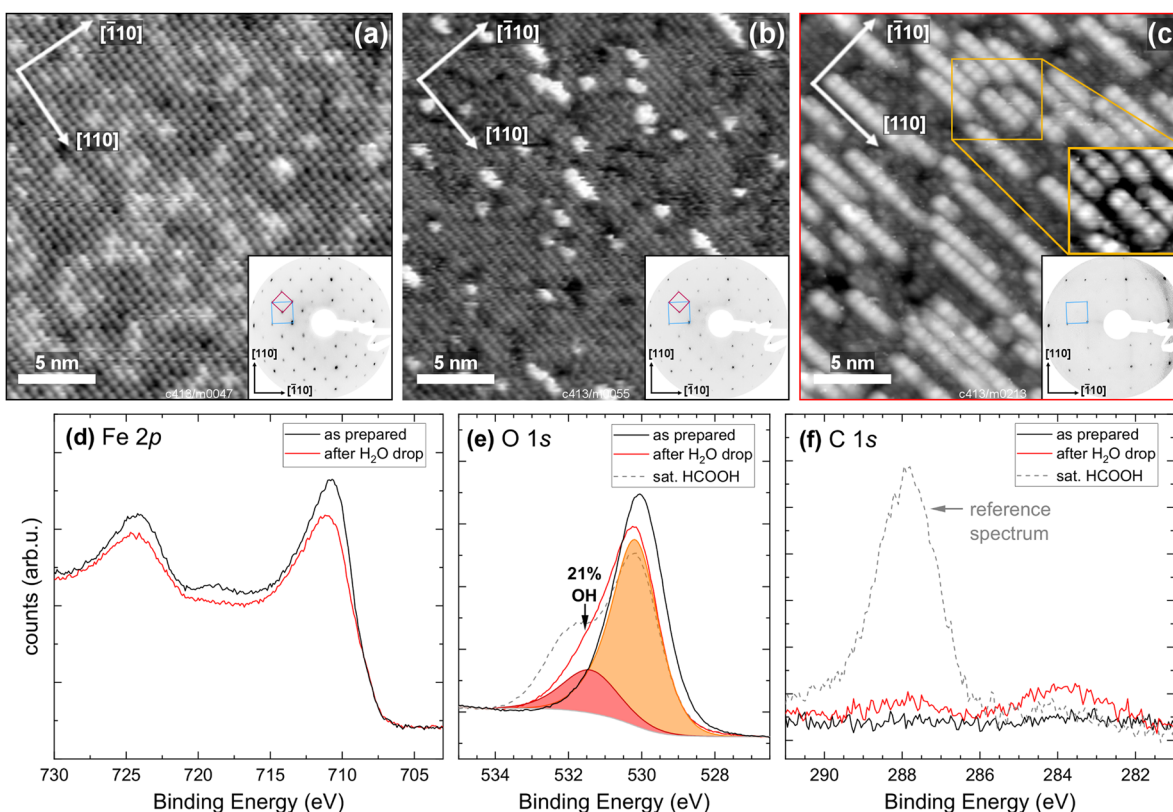 [1̄10]
(a)
[110]
5 nm
c413/m0047
[110]
[1̄10]
[1̄10]
(b)
[110]
5 nm
c413/m0055
[110]
[1̄10]
[1̄10]
(c)
[110]
5 nm
c413/m0213
[110]
[1̄10]
(d) Fe 2p
as prepared
after H₂O drop
counts (arb.u.)
730 725 720 715 710 705
Binding Energy (eV)
(e) O 1s
as prepared
after H₂O drop
sat. HCOOH
21%
OH
534 532 530 528
Binding Energy (eV)
(f) C 1s
as prepared
after H₂O drop
sat. HCOOH
reference
spectrum
290 288 286 284 282
Binding Energy (eV)